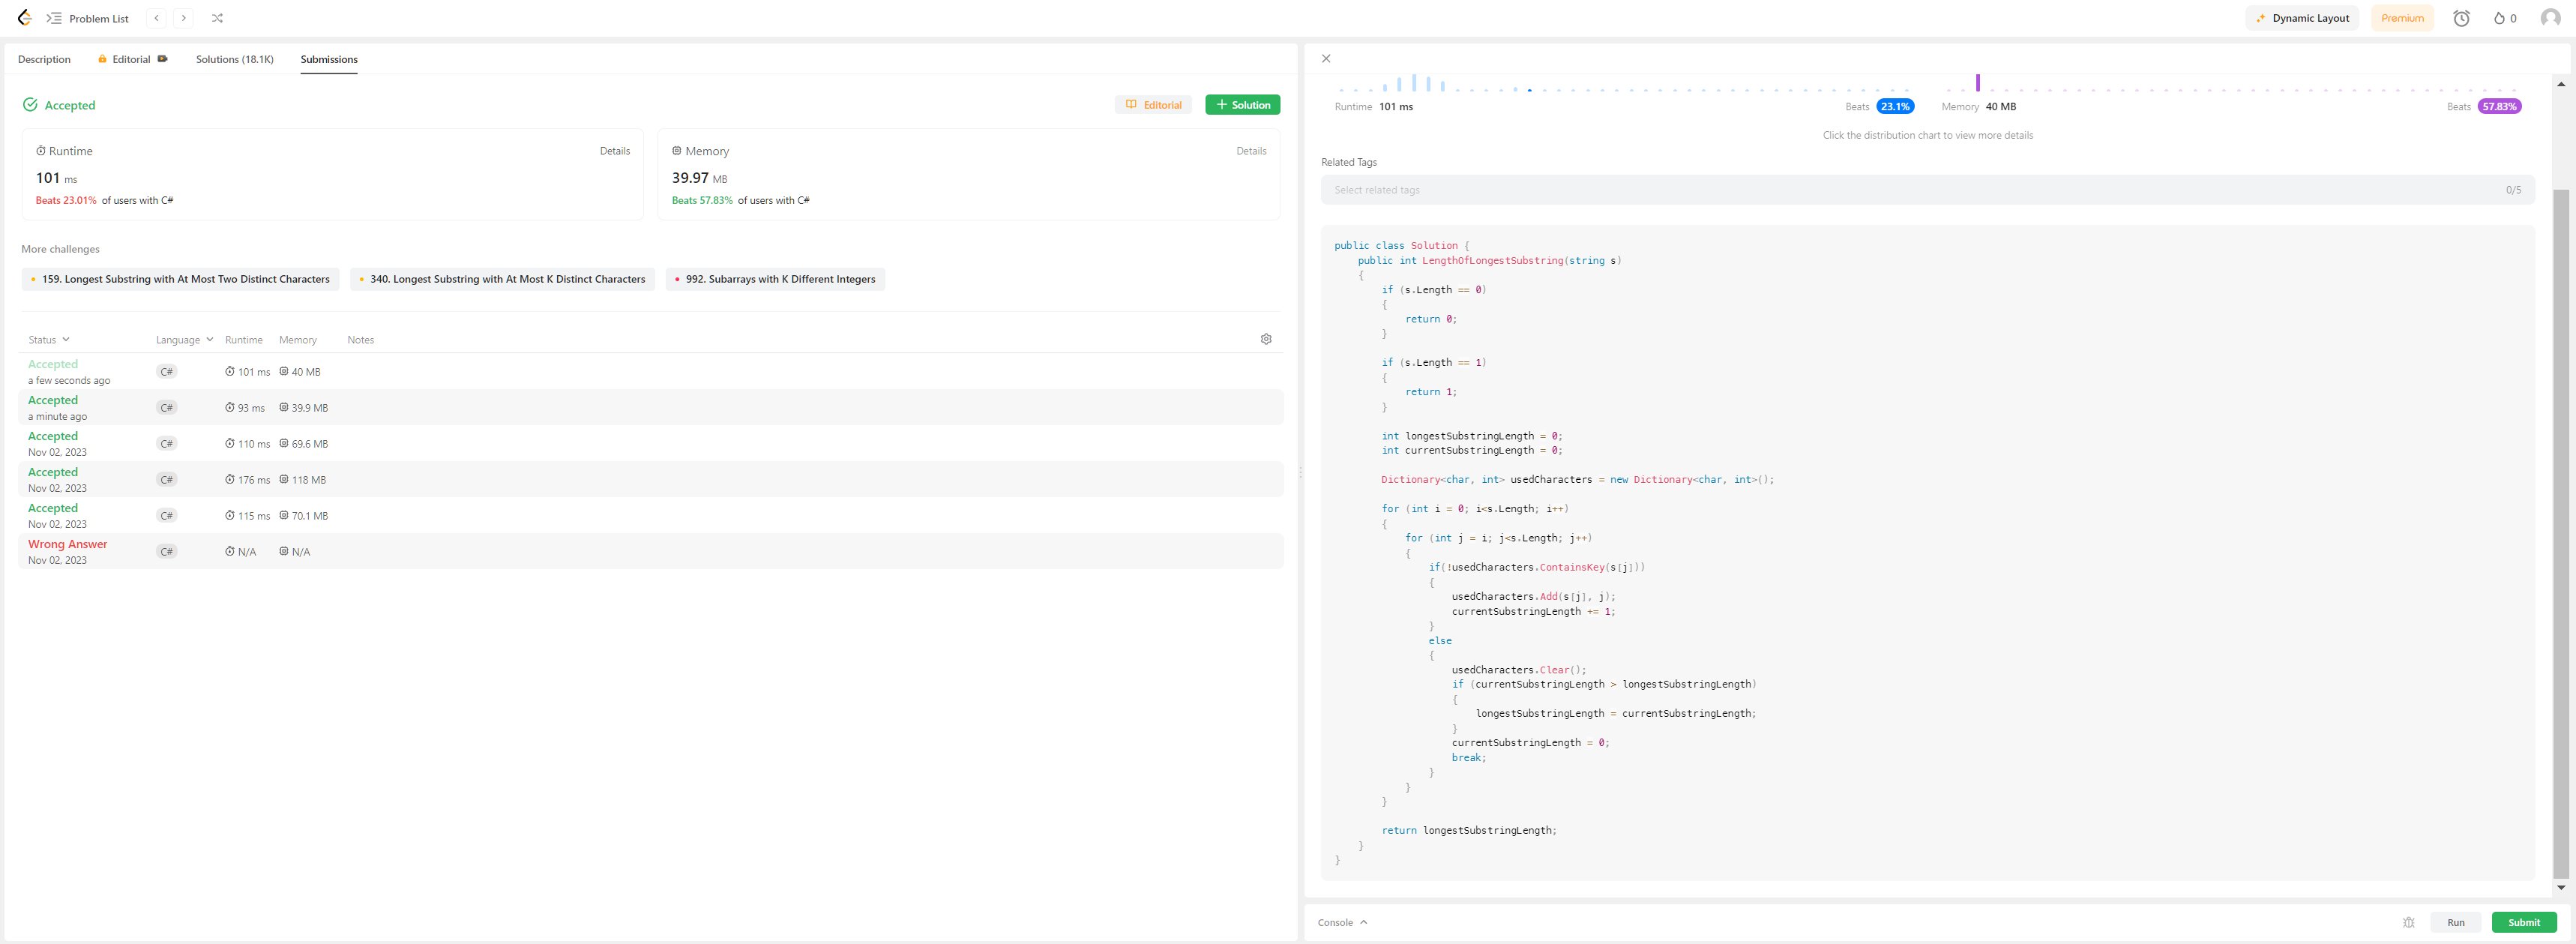 Problem List
Dynamic Layout
Premium
0
Description
Editorial
Solutions (18.1K)
Submissions
Accepted
Editorial
+ Solution
Runtime
Details
101 ms
Beats 23.01% of users with C#
Memory
Details
39.97 MB
Beats 57.83% of users with C#
More challenges
159. Longest Substring with At Most Two Distinct Characters
340. Longest Substring with At Most K Distinct Characters
992. Subarrays with K Different Integers
Status Language Runtime Memory Notes
Accepted
a few seconds ago
C# 101 ms 40 MB
Accepted
a minute ago
C# 93 ms 39.9 MB
Accepted
Nov 02, 2023
C# 110 ms 69.6 MB
Accepted
Nov 02, 2023
C# 176 ms 118 MB
Accepted
Nov 02, 2023
C# 115 ms 70.1 MB
Wrong Answer
Nov 02, 2023
C# N/A N/A
Runtime 101 ms
Beats 23.1%
Memory 40 MB
Beats 57.83%
Click the distribution chart to view more details
Related Tags
Select related tags
0/5
public class Solution {
    public int LengthOfLongestSubstring(string s)
    {
        if (s.Length == 0)
        {
            return 0;
        }

        if (s.Length == 1)
        {
            return 1;
        }

        int longestSubstringLength = 0;
        int currentSubstringLength = 0;

        Dictionary<char, int> usedCharacters = new Dictionary<char, int>();

        for (int i = 0; i<s.Length; i++)
        {
            for (int j = i; j<s.Length; j++)
            {
                if(!usedCharacters.ContainsKey(s[j]))
                {
                    usedCharacters.Add(s[j], j);
                    currentSubstringLength += 1;
                }
                else
                {
                    usedCharacters.Clear();
                    if (currentSubstringLength > longestSubstringLength)
                    {
                        longestSubstringLength = currentSubstringLength;
                    }
                    currentSubstringLength = 0;
                    break;
                }
            }
        }

        return longestSubstringLength;
    }
}
Console
Run
Submit